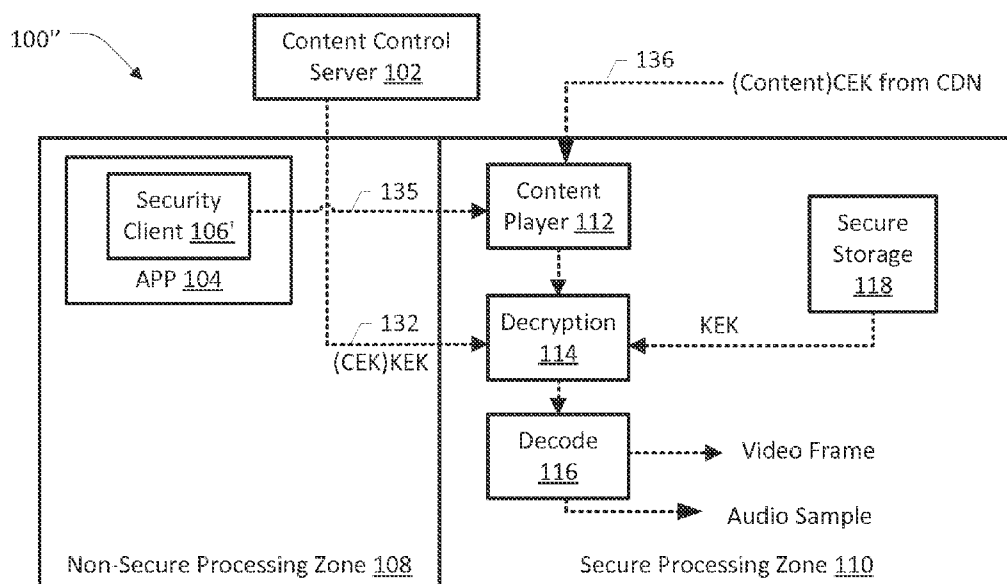 100"
Content Control
Server 102
136
(Content)CEK from CDN
Security
Client 106'
APP 104
135
Content
Player 112
Secure
Storage
118
132
(CEK)KEK
Decryption
114
KEK
Decode
116
Video Frame
Audio Sample
Non-Secure Processing Zone 108
Secure Processing Zone 110